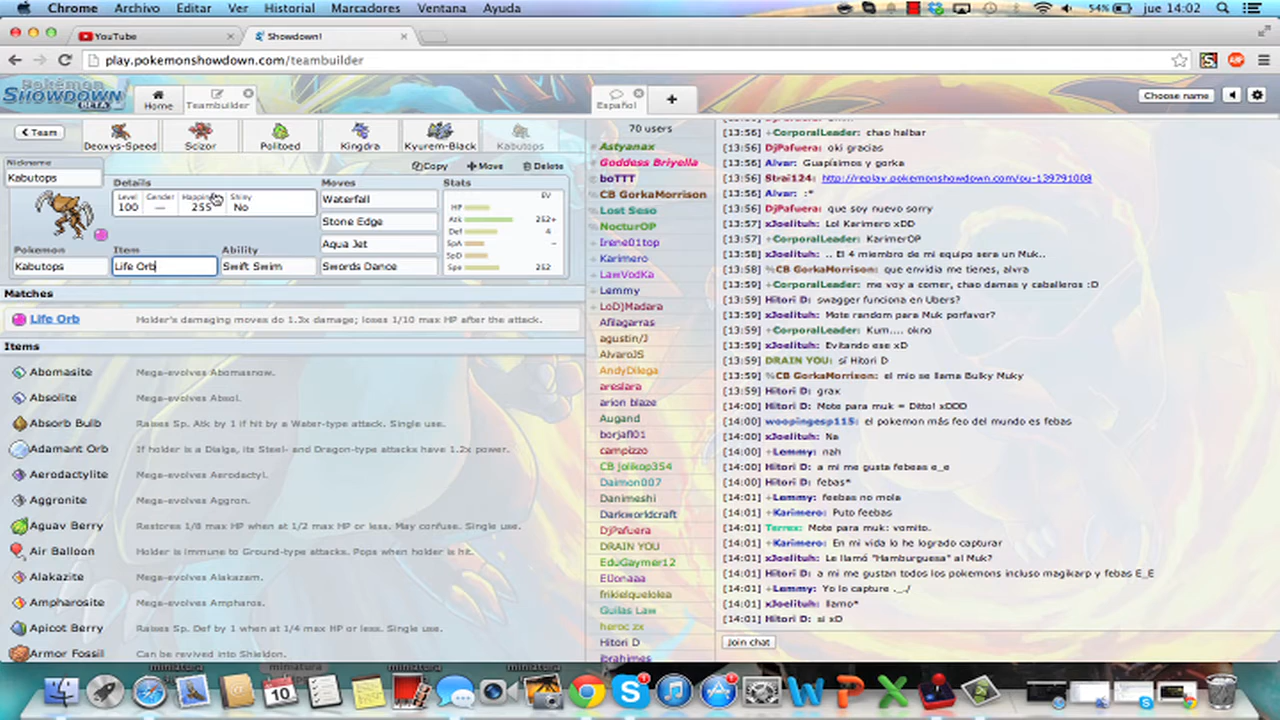 Chrome Archivo Editar Ver Historial Marcadores Ventana Ayuda 54% jue 14:02
YouTube Showdown!
play.pokemonshowdown.com/teambuilder
Pokémon
SHOWDOWN
BETA
Home Teambuilder
Español +
Choose name
Team
Deoxys-Speed Scizor Politoed Kingdra Kyurem-Black Kabutops
Copy Move Delete
Nickname
Kabutops
Details
Level Gender Shiny
100 — 255 No
Pokemon
Kabutops
Item
Life Orb
Ability
Swift Swim
Moves
Waterfall
Stone Edge
Aqua Jet
Swords Dance
Stats
EV
HP
Atk 252+
Def 4
SpA –
SpD
Spe 252
Matches
Life Orb Holder's damaging moves do 1.3x damage; loses 1/10 max HP after the attack.
Items
Abomasite Mega-evolves Abomasnow.
Absolite Mega-evolves Absol.
Absorb Bulb Raises Sp. Atk by 1 if hit by a Water-type attack. Single use.
Adamant Orb If holder is a Dialga, its Steel- and Dragon-type attacks have 1.2x power.
Aerodactylite Mega-evolves Aerodactyl.
Aggronite Mega-evolves Aggron.
Aguav Berry Restores 1/8 max HP when at 1/2 max HP or less. May confuse. Single use.
Air Balloon Holder is immune to Ground-type attacks. Pops when holder is hit.
Alakazite Mega-evolves Alakazam.
Ampharosite Mega-evolves Ampharos.
Apicot Berry Raises Sp. Def by 1 when at 1/4 max HP or less. Single use.
Armor Fossil Can be revived into Shieldon.
70 users
Astyanax
Goddess Briyella
boTTT
CB GorkaMorrison
Lost Seso
NocturOP
Irene01top
Karimero
LawVodKa
Lemmy
LoD)Madara
Afilagarras
agustin/J
AlvaroJS
AndyDilega
areslara
arion blaze
Augand
borjafl01
campizzo
CB jolikop354
Daimon007
Danimeshi
Darkworldcraft
DjPafuera
DRAIN YOU
EduGaymer12
ElJonaaa
frikielquelolea
Guilas Law
heroc zx
Hitori D
ibrahimes
[13:56] +CorporalLeader: chao halbar
[13:56] DjPafuera: oki gracias
[13:56] Alvar: Guapísimos y gorka
[13:56] Strai124: http://replay.pokemonshowdown.com/ou-139791008
[13:56] Alvar: :*
[13:56] DjPafuera: que soy nuevo sorry
[13:57] xJoelituh: Lol Karimero xDD
[13:57] +CorporalLeader: KarimerOP
[13:58] xJoelituh: .. El 4 miembro de mi equipo sera un Muk..
[13:58] %CB GorkaMorrison: que envidia me tienes, alvra
[13:59] +CorporalLeader: me voy a comer, chao damas y caballeros :D
[13:59] Hitori D: swagger funciona en Ubers?
[13:59] xJoelituh: Mote random para Muk porfavor?
[13:59] +CorporalLeader: Kum.... okno
[13:59] xJoelituh: Evitando ese xD
[13:59] DRAIN YOU: sí Hitori D
[13:59] %CB GorkaMorrison: el mio se llama Bulky Muky
[13:59] Hitori D: grax
[14:00] Hitori D: Mote para muk = Ditto! xDDD
[14:00] woopingesp115: el pokemon más feo del mundo es febas
[14:00] xJoelituh: Na
[14:00] +Lemmy: nah
[14:00] Hitori D: a mi me gusta febeas e_e
[14:00] Hitori D: febas*
[14:01] +Lemmy: feebas no mola
[14:01] +Karimero: Puto feebas
[14:01] Terrex: Mote para muk: vomito.
[14:01] +Karimero: En mi vida lo he logrado capturar
[14:01] xJoelituh: Le llamó "Hamburguesa" al Muk?
[14:01] Hitori D: a mi me gustan todos los pokemons incluso magikarp y febas E_E
[14:01] +Lemmy: Yo lo capture ._./
[14:01] xJoelituh: llamo*
[14:01] Hitori D: si xD
Join chat
miniatura miniatura miniatura miniatura